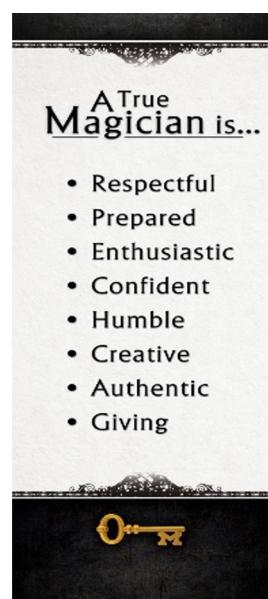 A True
Magician is...
• Respectful
• Prepared
• Enthusiastic
• Confident
• Humble
• Creative
• Authentic
• Giving